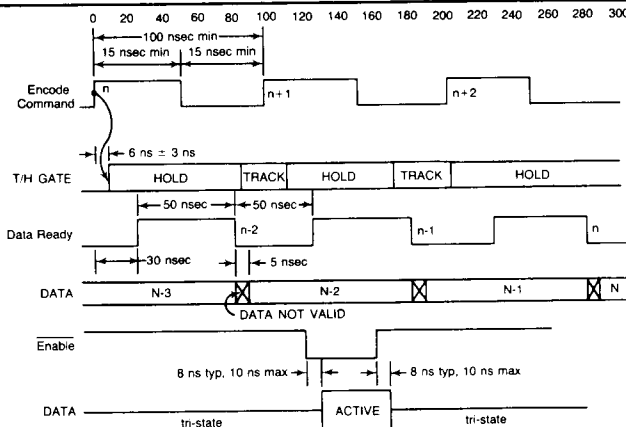 0 20 40 60 80 100 120 140 160 180 200 220 240 260 280 300
100 nsec min
15 nsec min 15 nsec min
Encode Command
n n+1 n+2
6 ns ± 3 ns
T/H GATE HOLD TRACK HOLD TRACK HOLD
50 nsec 50 nsec
Data Ready n-2 n-1 n
30 nsec 5 nsec
DATA N-3 N-2 N-1 N
DATA NOT VALID
Enable
8 ns typ, 10 ns max 8 ns typ, 10 ns max
DATA tri-state ACTIVE tri-state